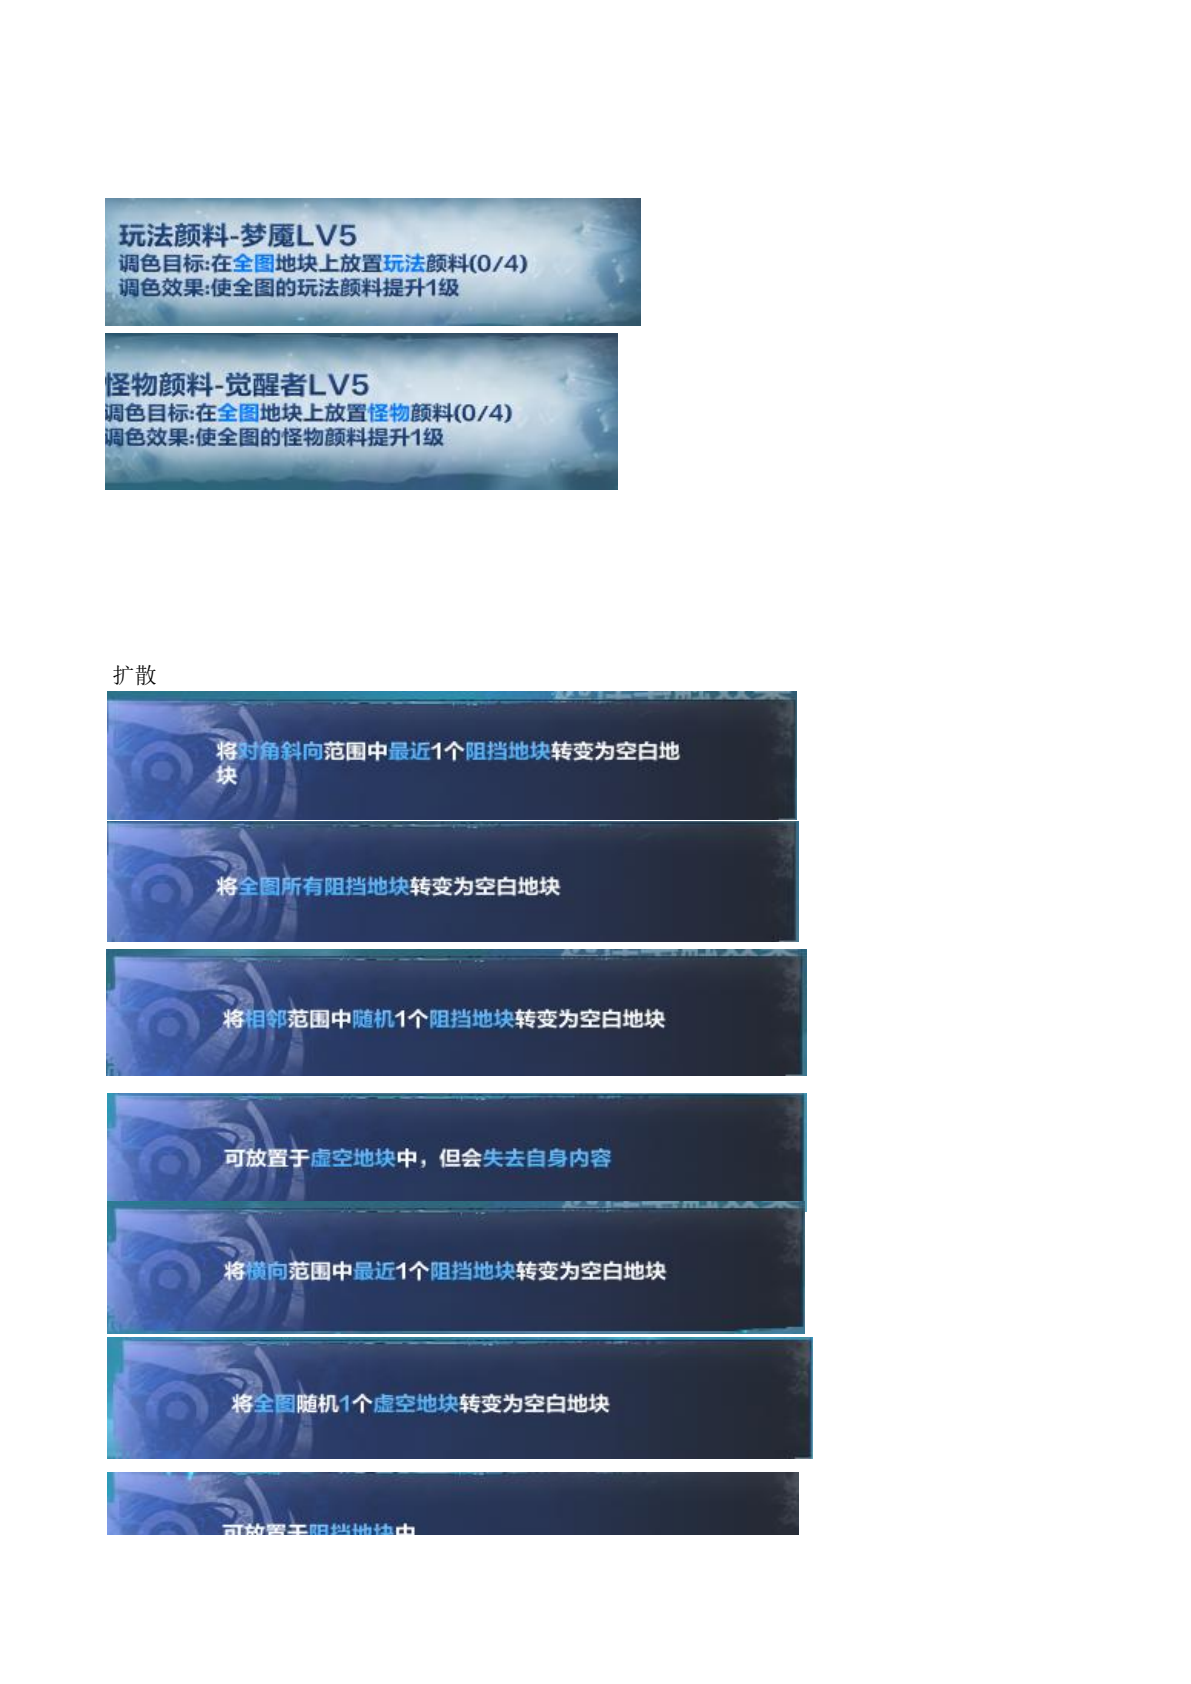 玩法颜料-梦魇LV5
调色目标:在全图地块上放置玩法颜料(0/4)
调色效果:使全图的玩法颜料提升1级
怪物颜料-觉醒者LV5
调色目标:在全图地块上放置怪物颜料(0/4)
调色效果:使全图的怪物颜料提升1级
扩散
将对角斜向范围中最近1个阻挡地块转变为空白地
块
将全图所有阻挡地块转变为空白地块
将相邻范围中随机1个阻挡地块转变为空白地块
可放置于虚空地块中，但会失去自身内容
将横向范围中最近1个阻挡地块转变为空白地块
将全图随机1个虚空地块转变为空白地块
可放置于阻挡地块中